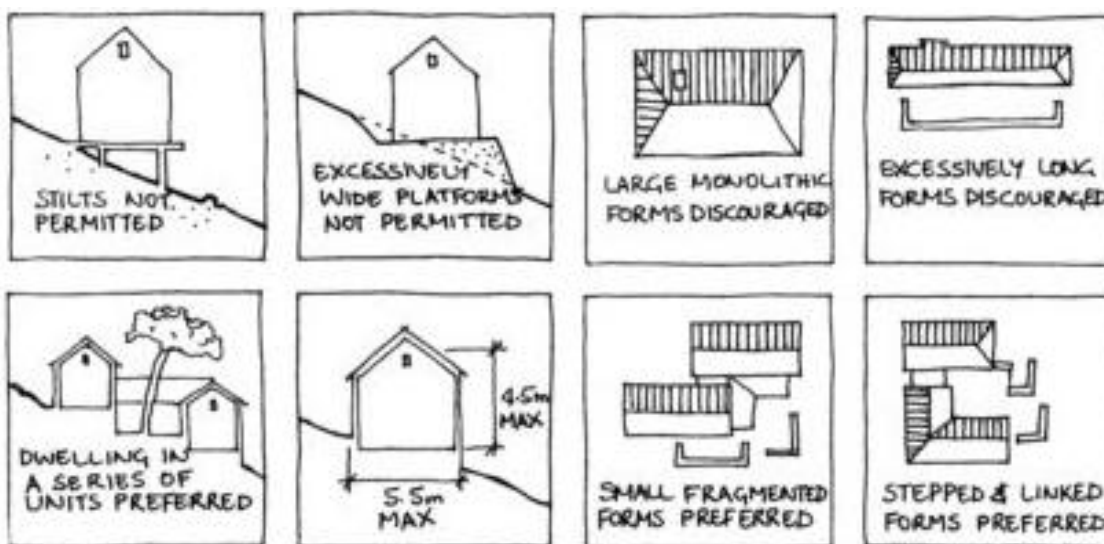 STILTS NOT
PERMITTED
EXCESSIVELY
WIDE PLATFORMS
NOT PERMITTED
LARGE MONOLITHIC
FORMS DISCOURAGED
EXCESSIVELY LONG
FORMS DISCOURAGED
DWELLING IN
A SERIES OF
UNITS PREFERRED
4.5m
MAX
5.5m
MAX
SMALL FRAGMENTED
FORMS PREFERRED
STEPPED & LINKED
FORMS PREFERRED